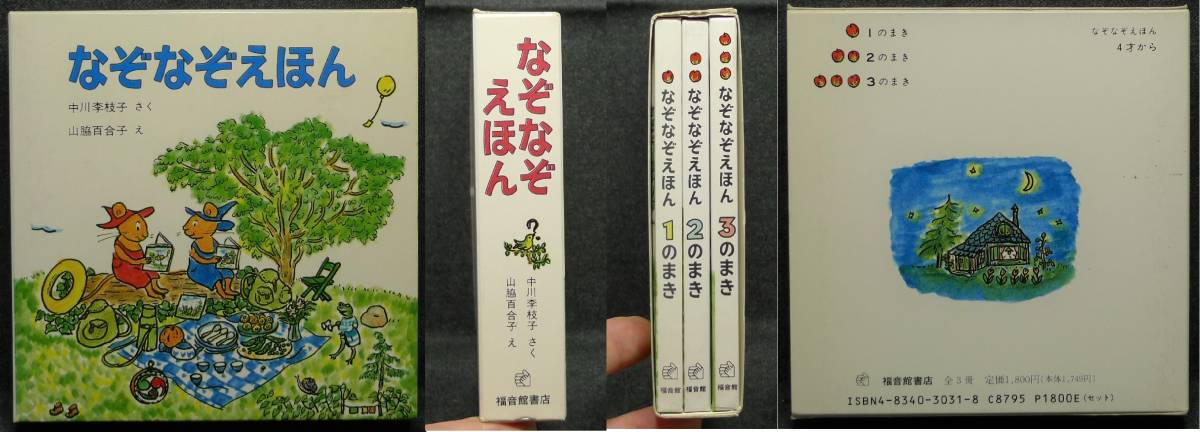 なぞなぞえほん
中川李枝子 さく
山脇百合子 え
なぞなぞ
えほん
?
中川李枝子 さく
山脇百合子 え
福音館書店
なぞなぞえほん 1のまき
福音館
なぞなぞえほん 2のまき
福音館
なぞなぞえほん 3のまき
福音館
1のまき
2のまき
3のまき
なぞなぞえほん
4才から
福音館書店 全3冊 定価1,800円(本体1,748円)
ISBN4-8340-3031-8 C8795 P1800E(セット)